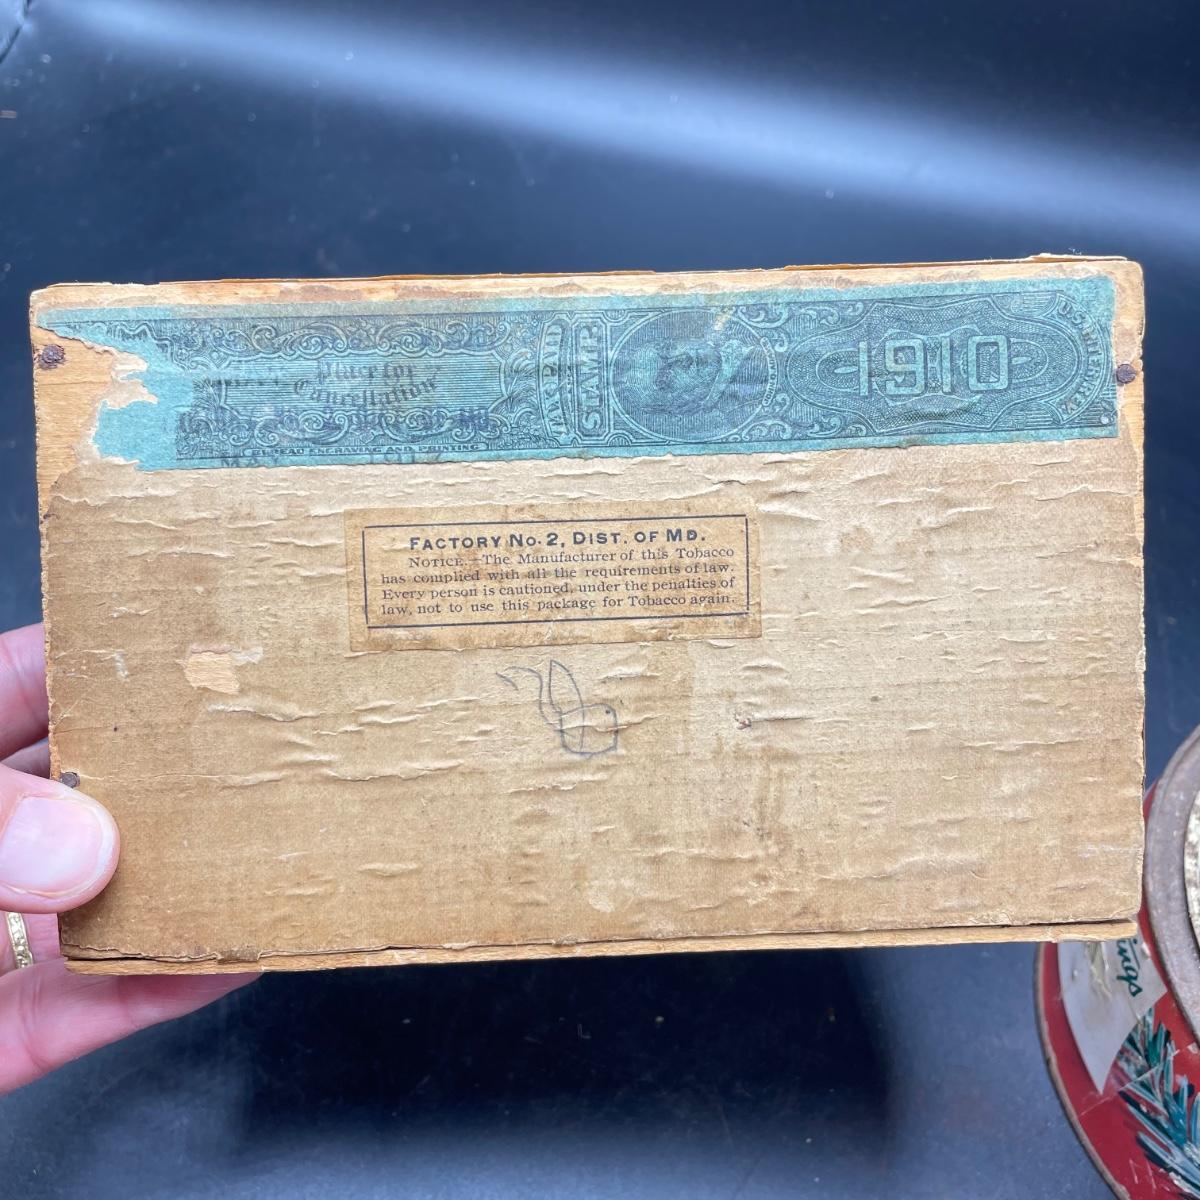 Place for
Cancellation
BUREAU ENGRAVING AND PRINTING
TAX PAID
STAMP
1910
U.S. INTER. REV.
FACTORY No. 2, DIST. OF MD.
NOTICE.—The Manufacturer of this Tobacco
has complied with all the requirements of law.
Every person is cautioned, under the penalties of
law, not to use this package for Tobacco again.